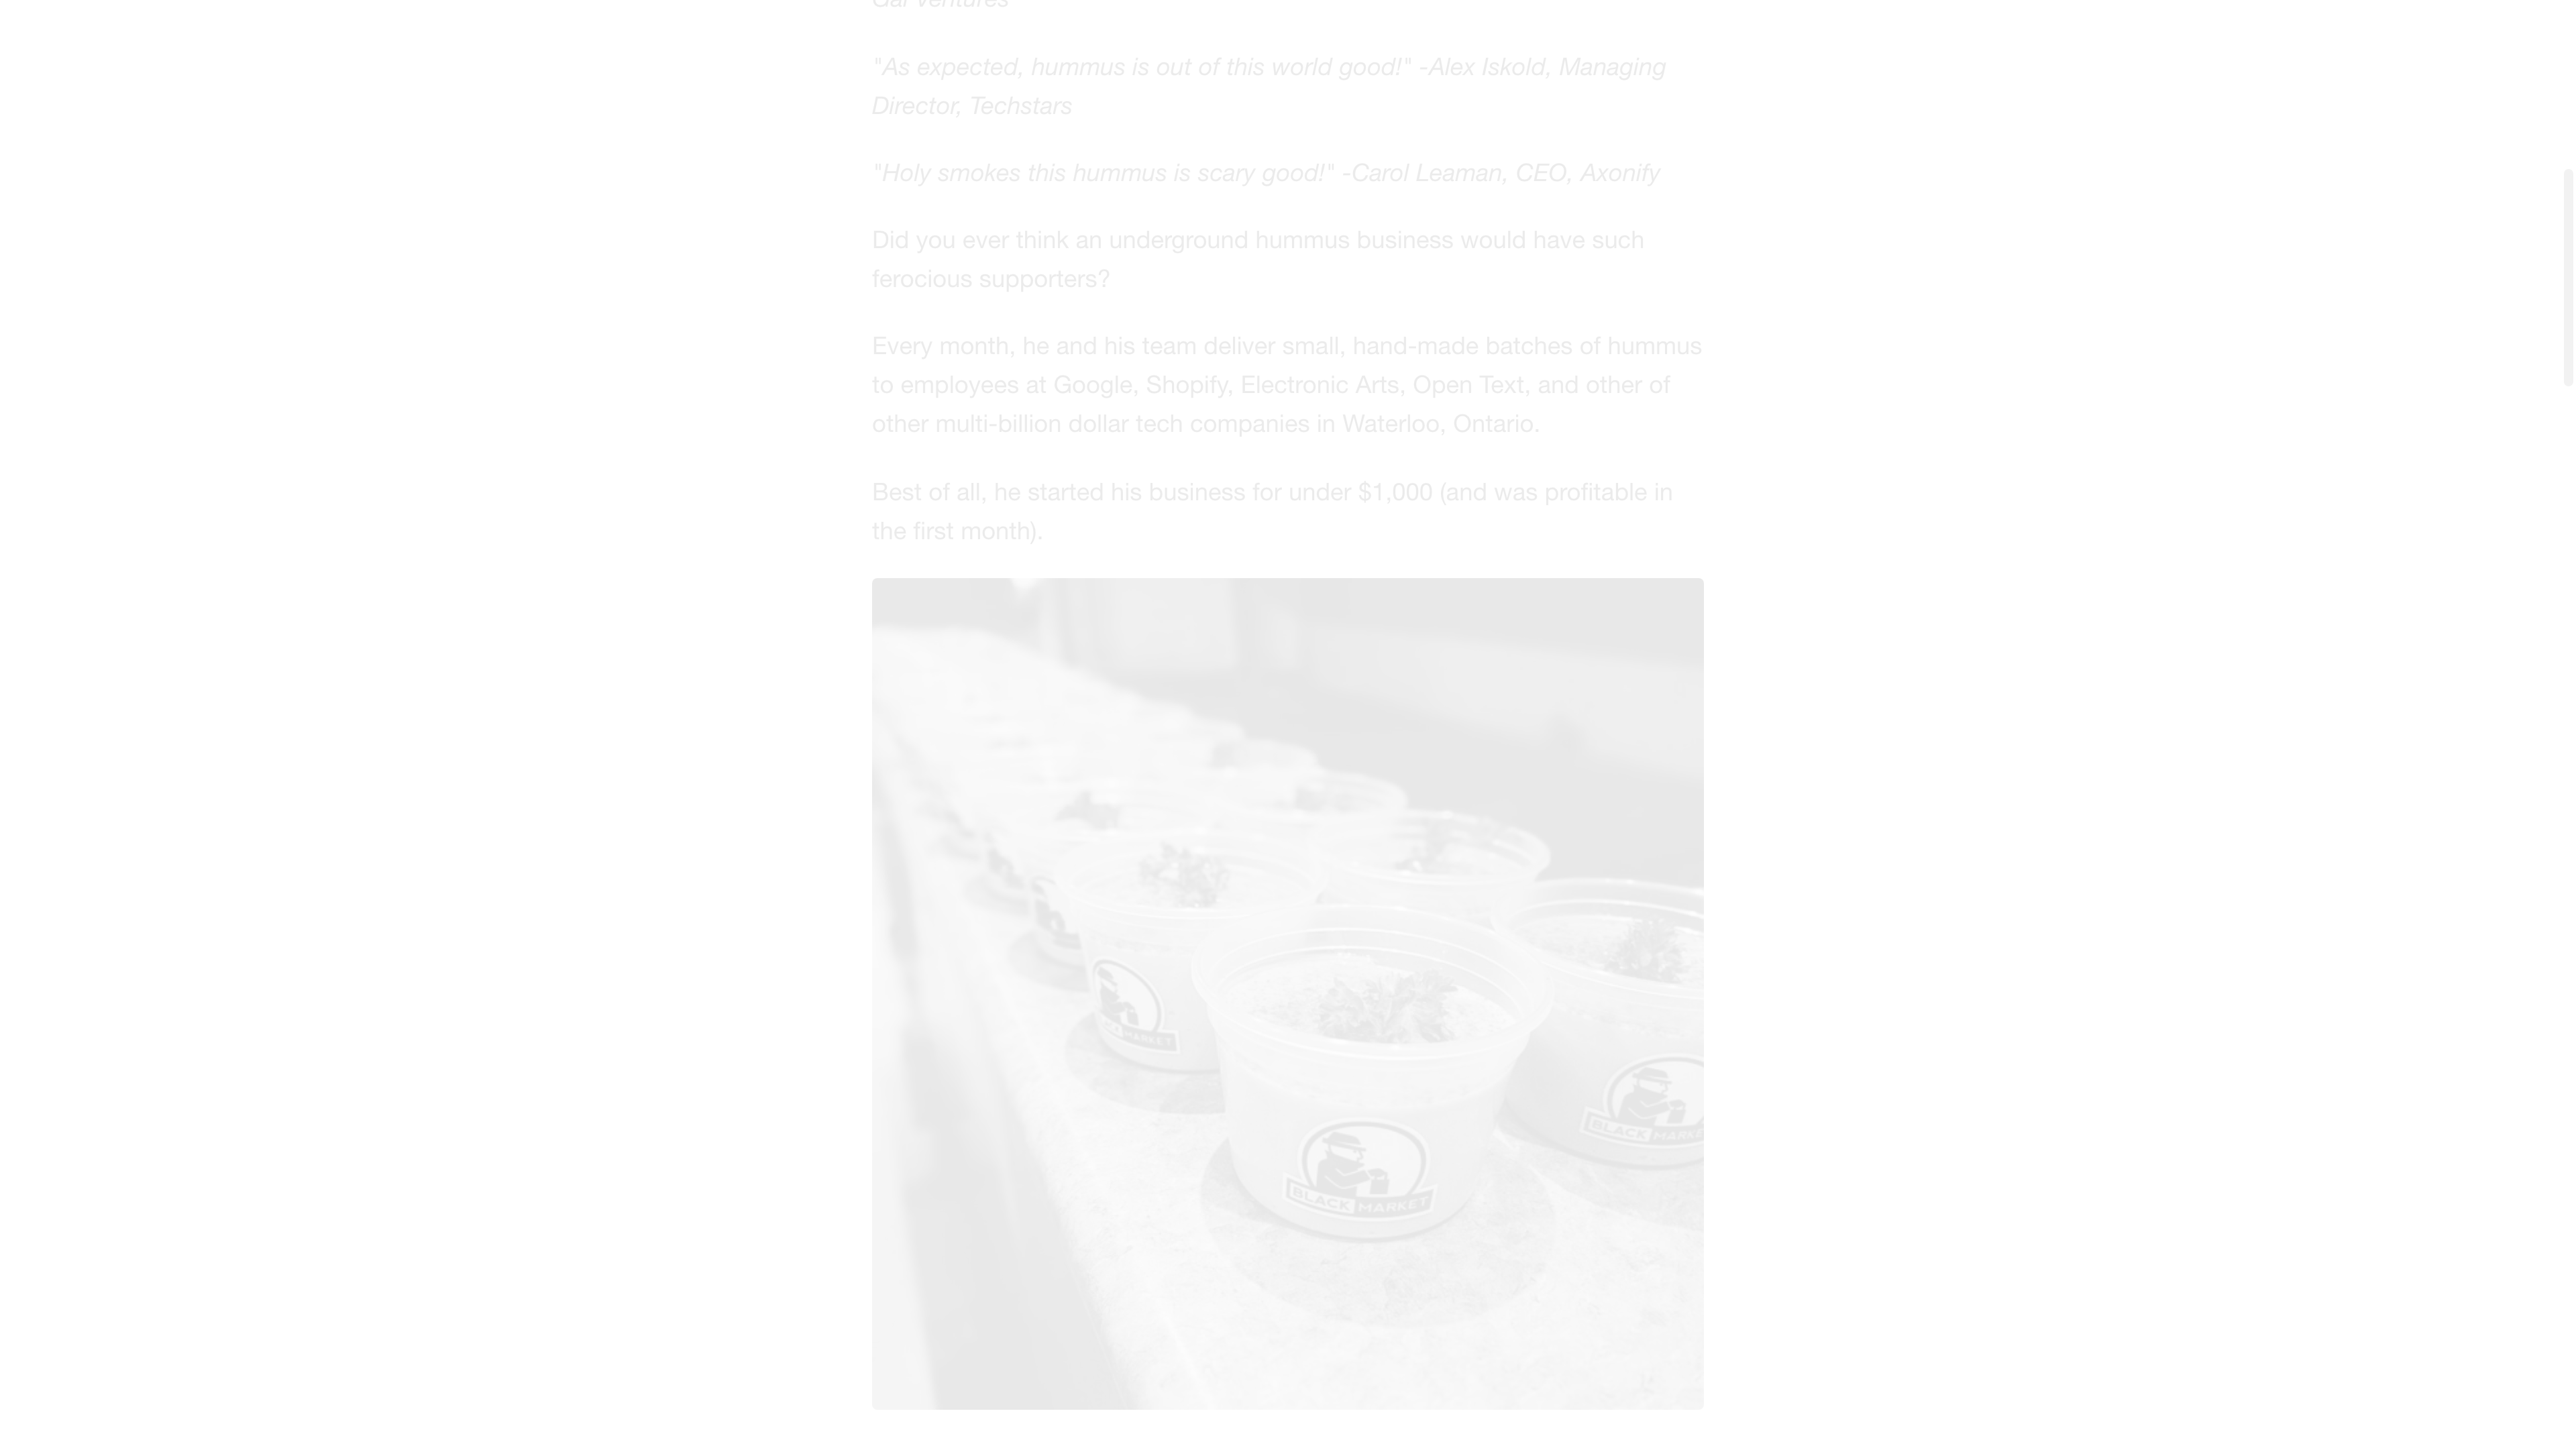 Gal Ventures
"As expected, hummus is out of this world good!" -Alex Iskold, Managing
Director, Techstars
"Holy smokes this hummus is scary good!" -Carol Leaman, CEO, Axonify
Did you ever think an underground hummus business would have such
ferocious supporters?
Every month, he and his team deliver small, hand-made batches of hummus
to employees at Google, Shopify, Electronic Arts, Open Text, and other of
other multi-billion dollar tech companies in Waterloo, Ontario.
Best of all, he started his business for under $1,000 (and was profitable in
the first month).
MARKET
BLACK MARKET
BLACK MARKET